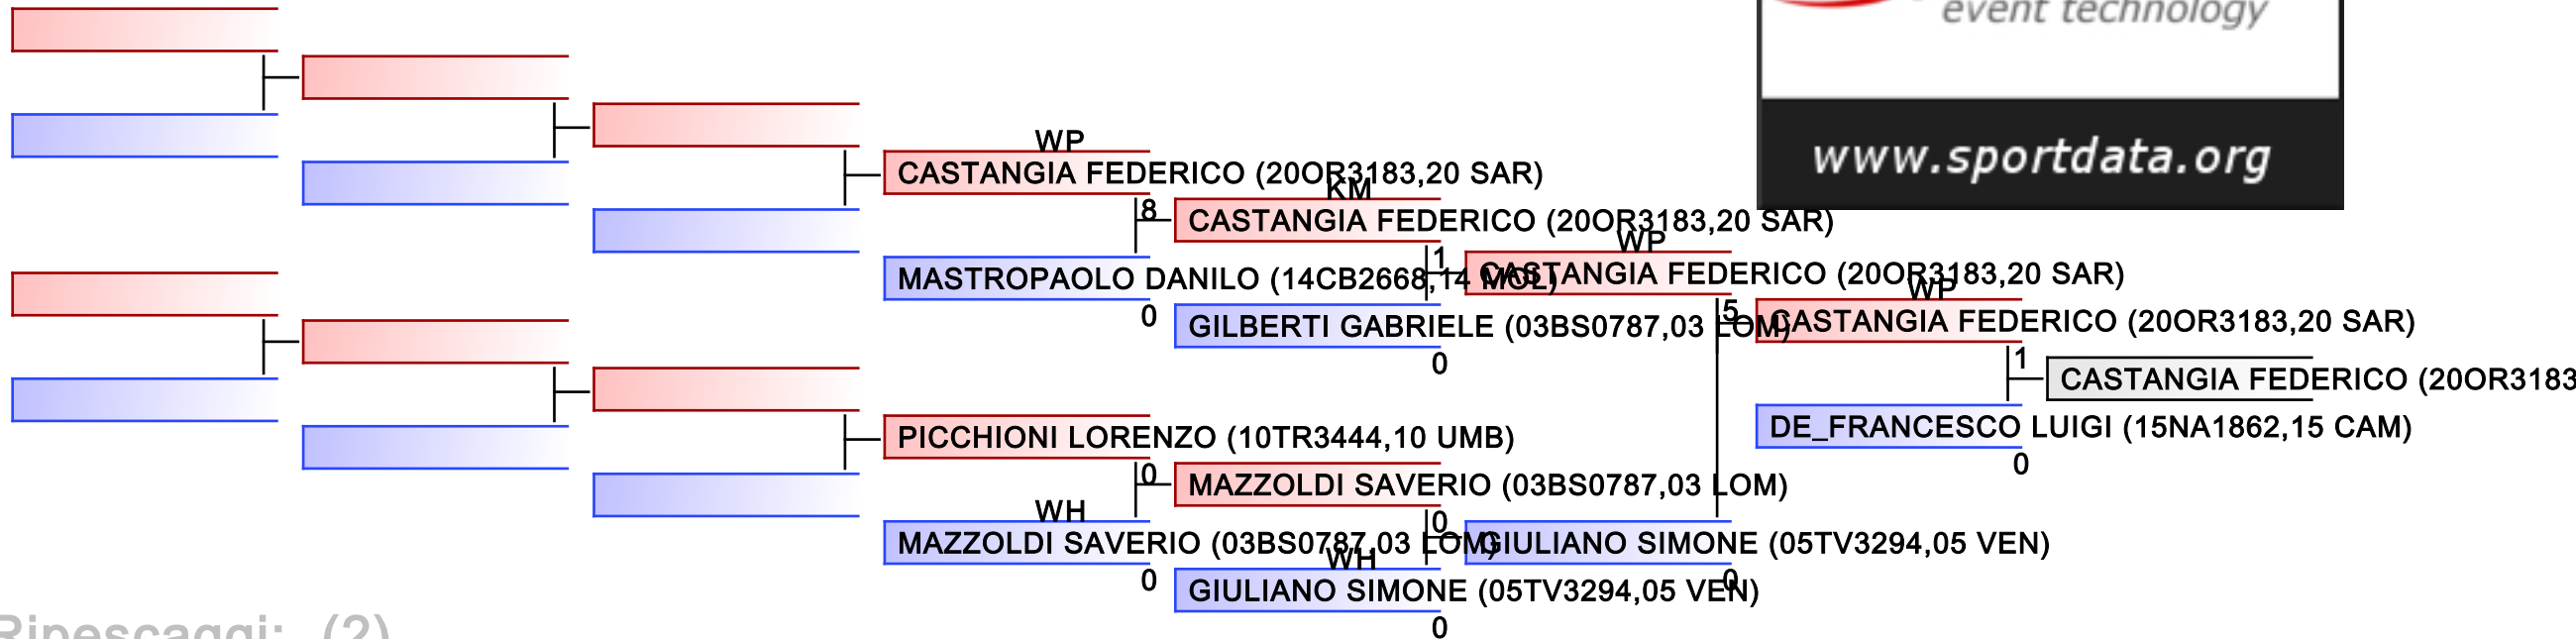 event technology
www.sportdata.org
WP
CASTANGIA FEDERICO (20OR3183,20 SAR)
8
MASTROPAOLO DANILO (14CB2668,14 MOL)
0
PICCHIONI LORENZO (10TR3444,10 UMB)
0
WH
MAZZOLDI SAVERIO (03BS0787,03 LOM)
0
KM
CASTANGIA FEDERICO (20OR3183,20 SAR)
1
GILBERTI GABRIELE (03BS0787,03 LOM)
0
MAZZOLDI SAVERIO (03BS0787,03 LOM)
0
WH
GIULIANO SIMONE (05TV3294,05 VEN)
0
WP
CASTANGIA FEDERICO (20OR3183,20 SAR)
5
GIULIANO SIMONE (05TV3294,05 VEN)
0
WP
CASTANGIA FEDERICO (20OR3183,20 SAR)
1
DE_FRANCESCO LUIGI (15NA1862,15 CAM)
0
CASTANGIA FEDERICO (20OR3183
Ripescaggi: (2)